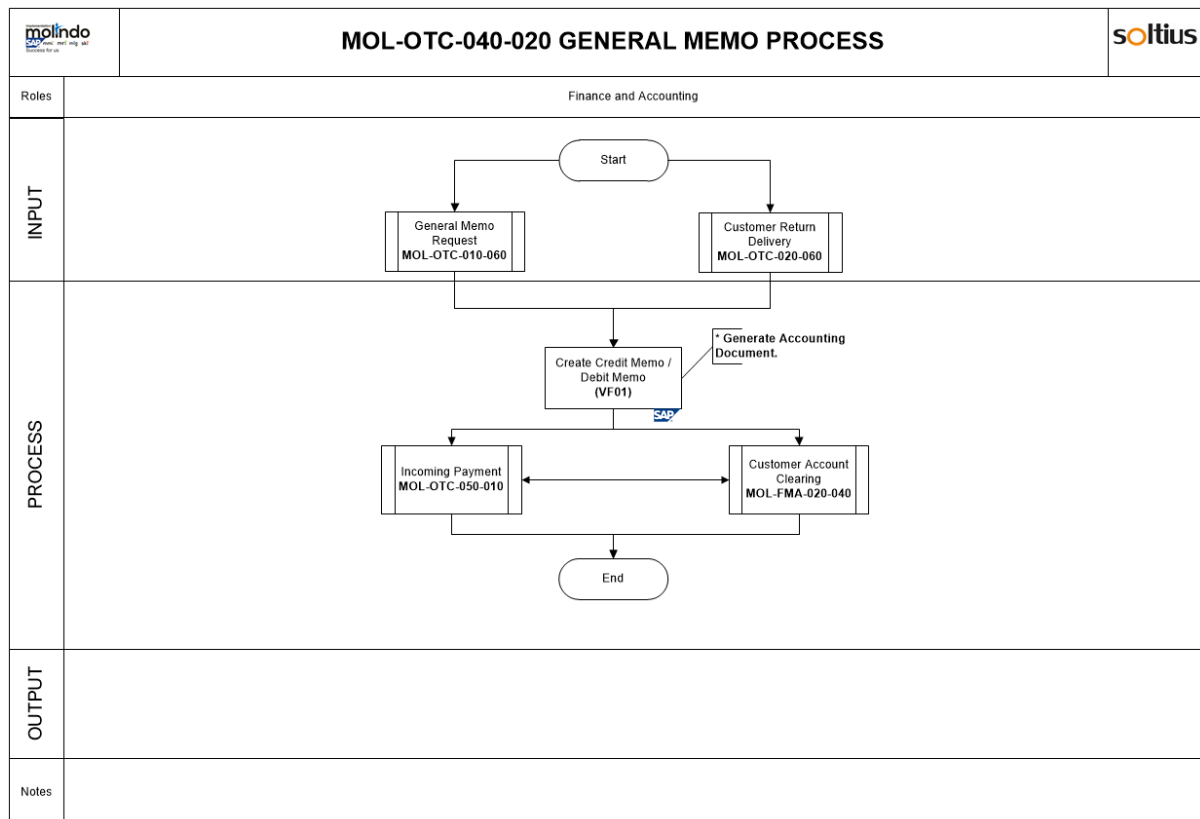 molindo
SAP
Success for us
MOL-OTC-040-020 GENERAL MEMO PROCESS
soltius
Roles
Finance and Accounting
INPUT
Start
General Memo
Request
MOL-OTC-010-060
Customer Return
Delivery
MOL-OTC-020-060
PROCESS
Create Credit Memo /
Debit Memo
(VF01)
SAP
* Generate Accounting
Document.
Incoming Payment
MOL-OTC-050-010
Customer Account
Clearing
MOL-FMA-020-040
End
OUTPUT
Notes